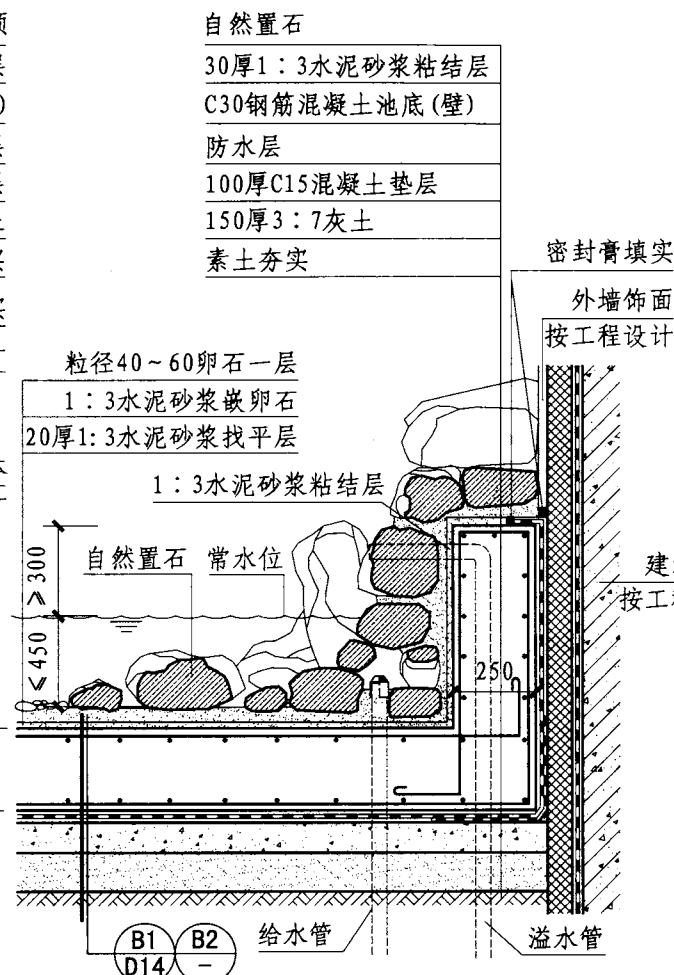 自然置石
30厚1：3水泥砂浆粘结层
C30钢筋混凝土池底(壁)
防水层
100厚C15混凝土垫层
150厚3：7灰土
素土夯实
密封膏填实
外墙饰面
按工程设计
粒径40～60卵石一层
1：3水泥砂浆嵌卵石
20厚1:3水泥砂浆找平层
1：3水泥砂浆粘结层
≥300
自然置石
常水位
建
按工
≤450
250
B1
D14
B2
-
给水管
溢水管